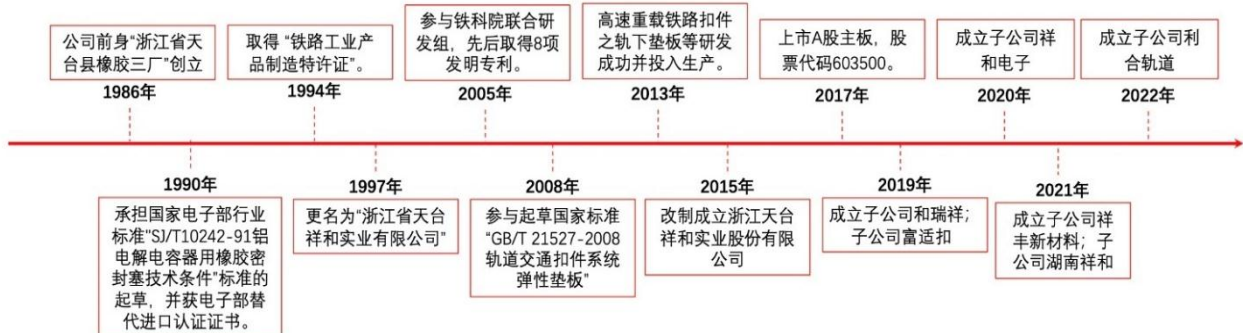 公司前身“浙江省天
台县橡胶三厂”创立
1986年
取得 “铁路工业产
品制造特许证”。
1994年
参与铁科院联合研
发组，先后取得8项
发明专利。
2005年
高速重载铁路扣件
之轨下垫板等研发
成功并投入生产。
2013年
上市A股主板，股
票代码603500。
2017年
成立子公司祥
和电子
2020年
成立子公司利
合轨道
2022年
1990年
承担国家电子部行业
标准"SJ/T10242-91铝
电解电容器用橡胶密
封塞技术条件"标准的
起草，并获电子部替
代进口认证证书。
1997年
更名为“浙江省天台
祥和实业有限公司”
2008年
参与起草国家标准
“GB/T 21527-2008
轨道交通扣件系统
弹性垫板”
2015年
改制成立浙江天台
祥和实业股份有限
公司
2019年
成立子公司和瑞祥；
子公司富适扣
2021年
成立子公司祥
丰新材料；子
公司湖南祥和